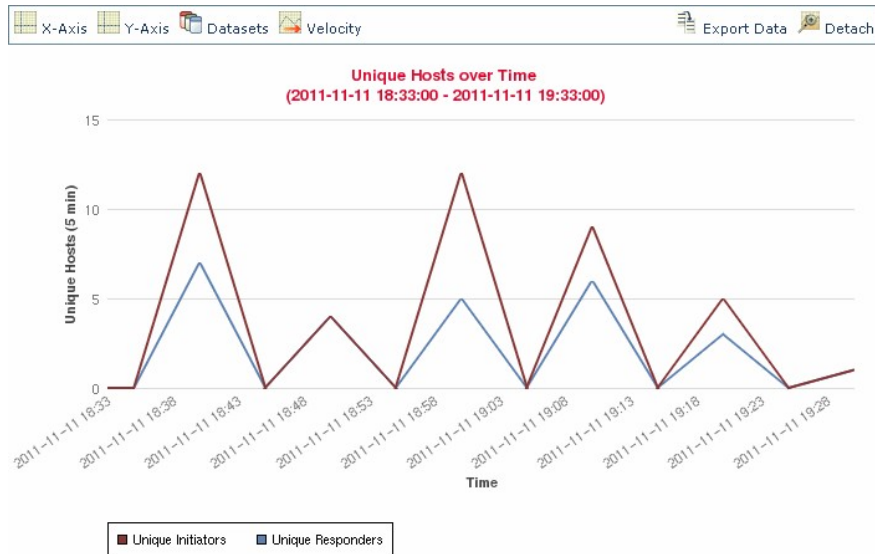 X-Axis Y-Axis Datasets Velocity Export Data Detach
Unique Hosts over Time
(2011-11-11 18:33:00 - 2011-11-11 19:33:00)
Unique Hosts (5 min)
15
10
5
0
2011-11-11 18:33 2011-11-11 18:38 2011-11-11 18:43 2011-11-11 18:48 2011-11-11 18:53 2011-11-11 18:58 2011-11-11 19:03 2011-11-11 19:08 2011-11-11 19:13 2011-11-11 19:18 2011-11-11 19:23 2011-11-11 19:28
Time
Unique Initiators Unique Responders